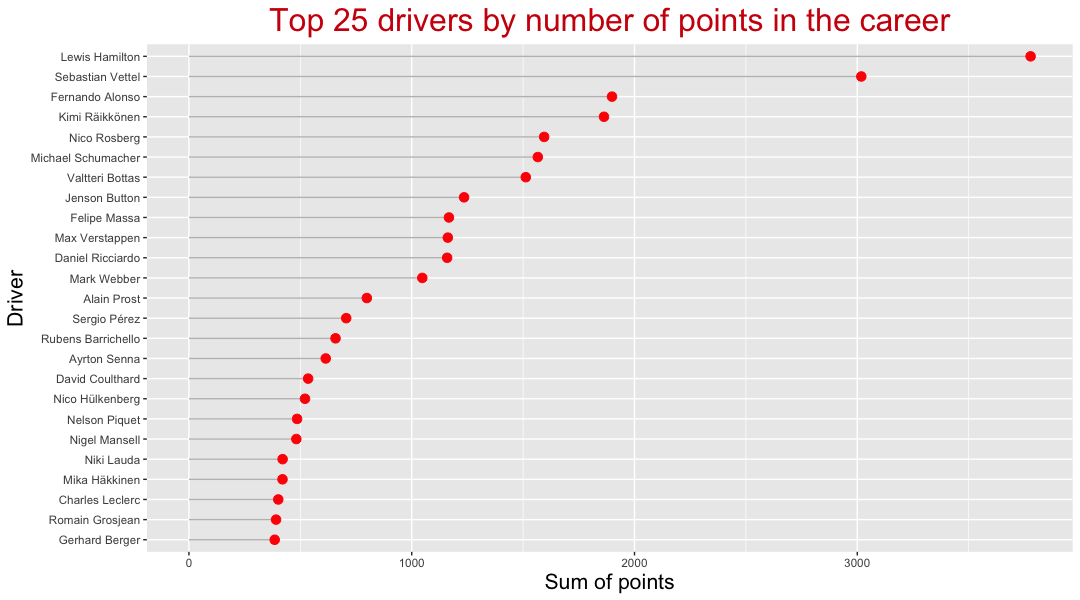 Top 25 drivers by number of points in the career
Driver
Lewis Hamilton
Sebastian Vettel
Fernando Alonso
Kimi Räikkönen
Nico Rosberg
Michael Schumacher
Valtteri Bottas
Jenson Button
Felipe Massa
Max Verstappen
Daniel Ricciardo
Mark Webber
Alain Prost
Sergio Pérez
Rubens Barrichello
Ayrton Senna
David Coulthard
Nico Hülkenberg
Nelson Piquet
Nigel Mansell
Niki Lauda
Mika Häkkinen
Charles Leclerc
Romain Grosjean
Gerhard Berger
0 1000 2000 3000
Sum of points